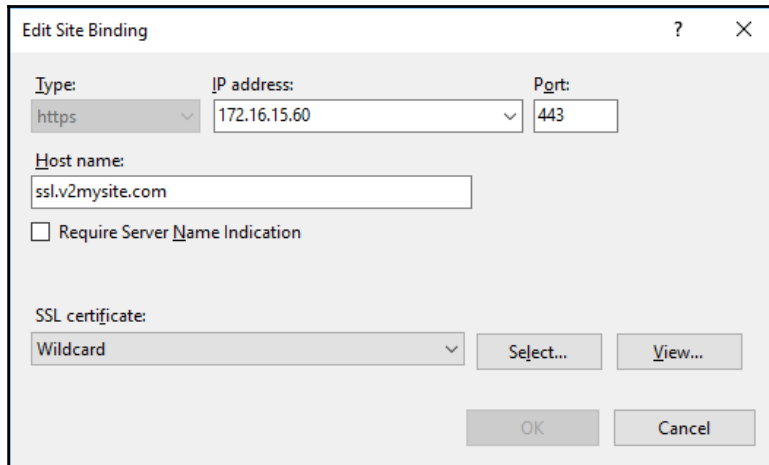 Edit Site Binding ? ×
Type: IP address: Port:
https 172.16.15.60 443
Host name:
ssl.v2mysite.com
Require Server Name Indication
SSL certificate:
Wildcard Select... View...
OK Cancel